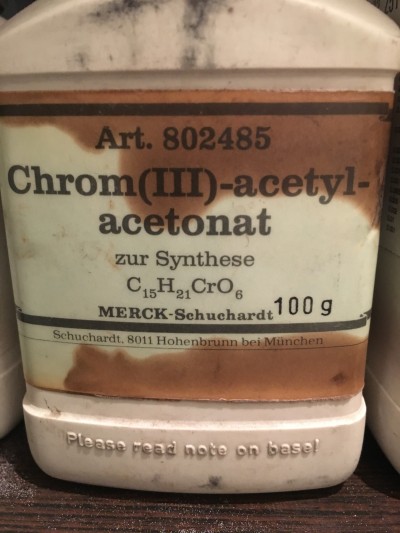 Art. 802485
Chrom(III)-acetyl-
acetonat
zur Synthese
C₁₅H₂₁CrO₆
MERCK-Schuchardt 100 g
Schuchardt, 8011 Hohenbrunn bei München
Please read note on base!